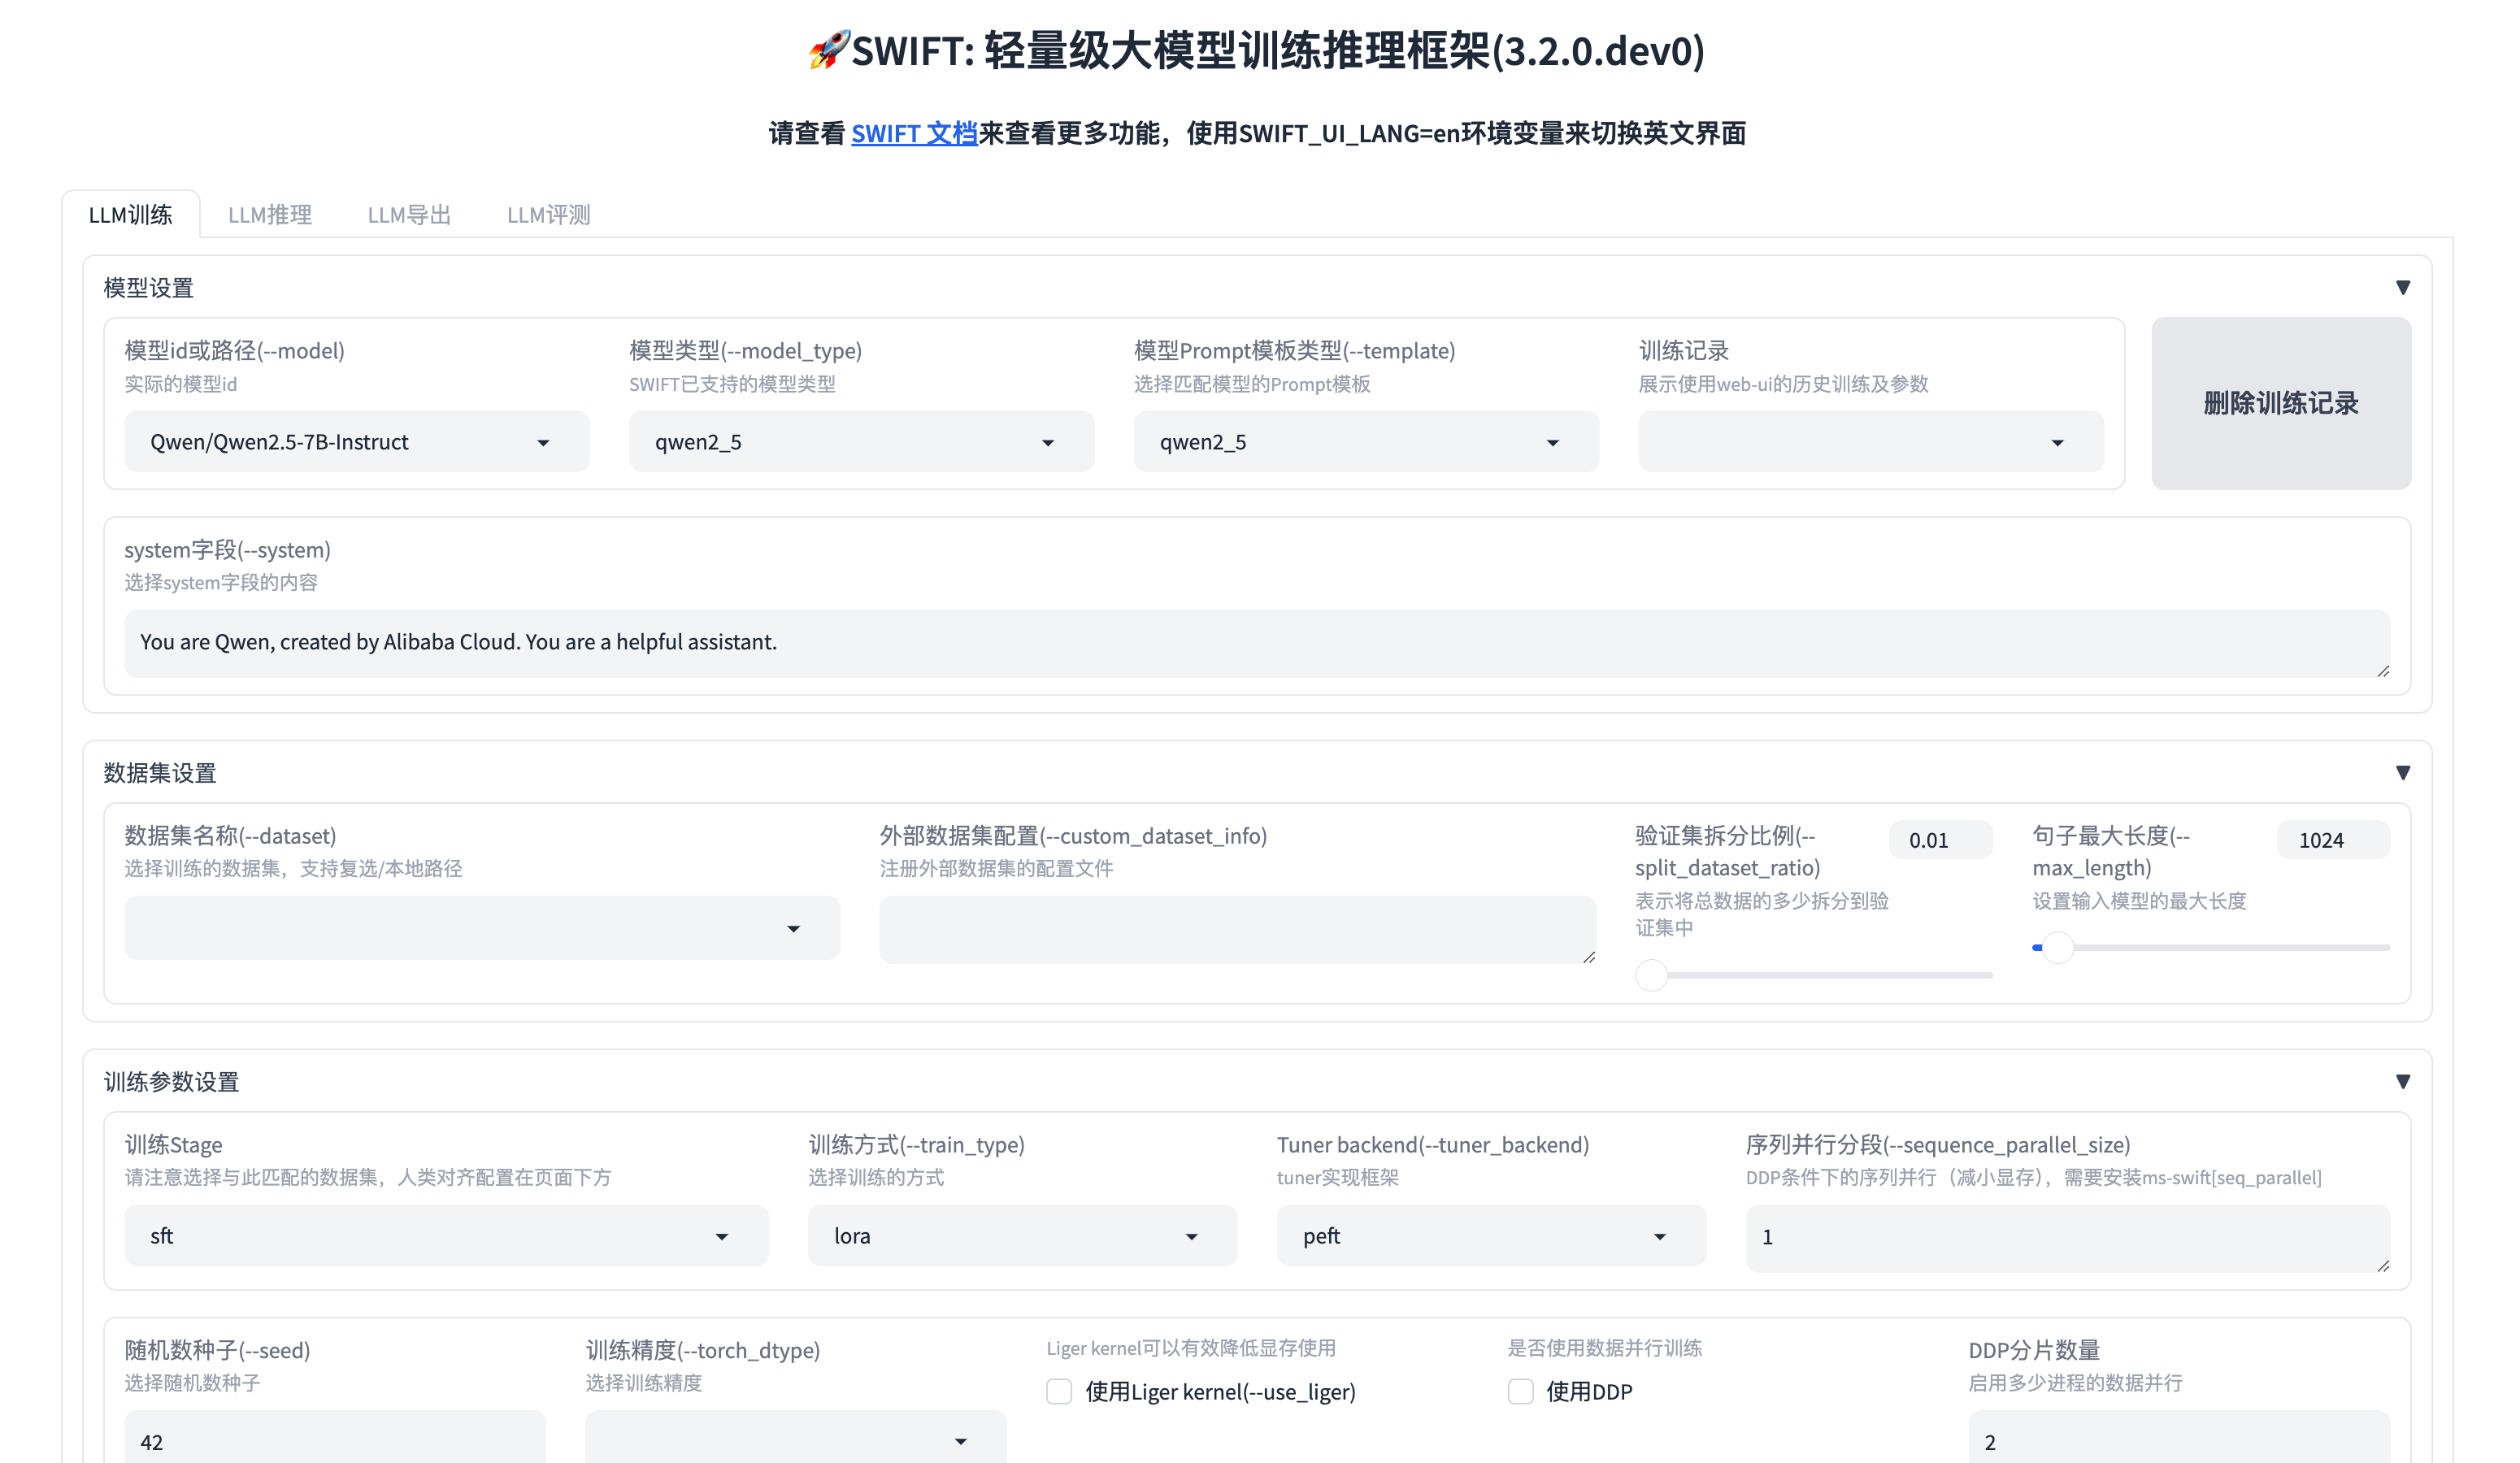 🚀SWIFT: 轻量级大模型训练推理框架(3.2.0.dev0)
请查看 SWIFT 文档来查看更多功能，使用SWIFT_UI_LANG=en环境变量来切换英文界面
LLM训练 LLM推理 LLM导出 LLM评测
模型设置
模型id或路径(--model)
实际的模型id
Qwen/Qwen2.5-7B-Instruct
模型类型(--model_type)
SWIFT已支持的模型类型
qwen2_5
模型Prompt模板类型(--template)
选择匹配模型的Prompt模板
qwen2_5
训练记录
展示使用web-ui的历史训练及参数
删除训练记录
system字段(--system)
选择system字段的内容
You are Qwen, created by Alibaba Cloud. You are a helpful assistant.
数据集设置
数据集名称(--dataset)
选择训练的数据集，支持复选/本地路径
外部数据集配置(--custom_dataset_info)
注册外部数据集的配置文件
验证集拆分比例(--
split_dataset_ratio)
0.01
表示将总数据的多少拆分到验
证集中
句子最大长度(--
max_length)
1024
设置输入模型的最大长度
训练参数设置
训练Stage
请注意选择与此匹配的数据集，人类对齐配置在页面下方
sft
训练方式(--train_type)
选择训练的方式
lora
Tuner backend(--tuner_backend)
tuner实现框架
peft
序列并行分段(--sequence_parallel_size)
DDP条件下的序列并行（减小显存），需要安装ms-swift[seq_parallel]
1
随机数种子(--seed)
选择随机数种子
42
训练精度(--torch_dtype)
选择训练精度
Liger kernel可以有效降低显存使用
使用Liger kernel(--use_liger)
是否使用数据并行训练
使用DDP
DDP分片数量
启用多少进程的数据并行
2